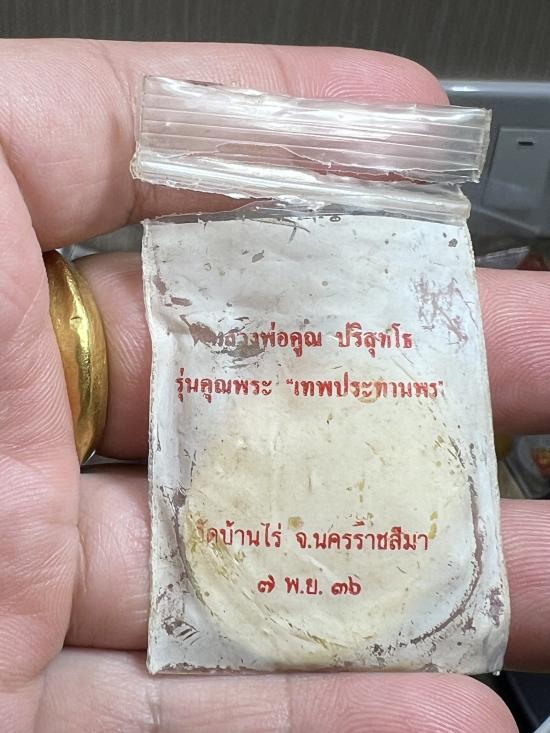 หลวงพ่อคูณ ปริสุทโธ
รุ่นคุณพระ "เทพประทานพร"
วัดบ้านไร่ จ.นครราชสีมา
๗ พ.ย. ๓๖